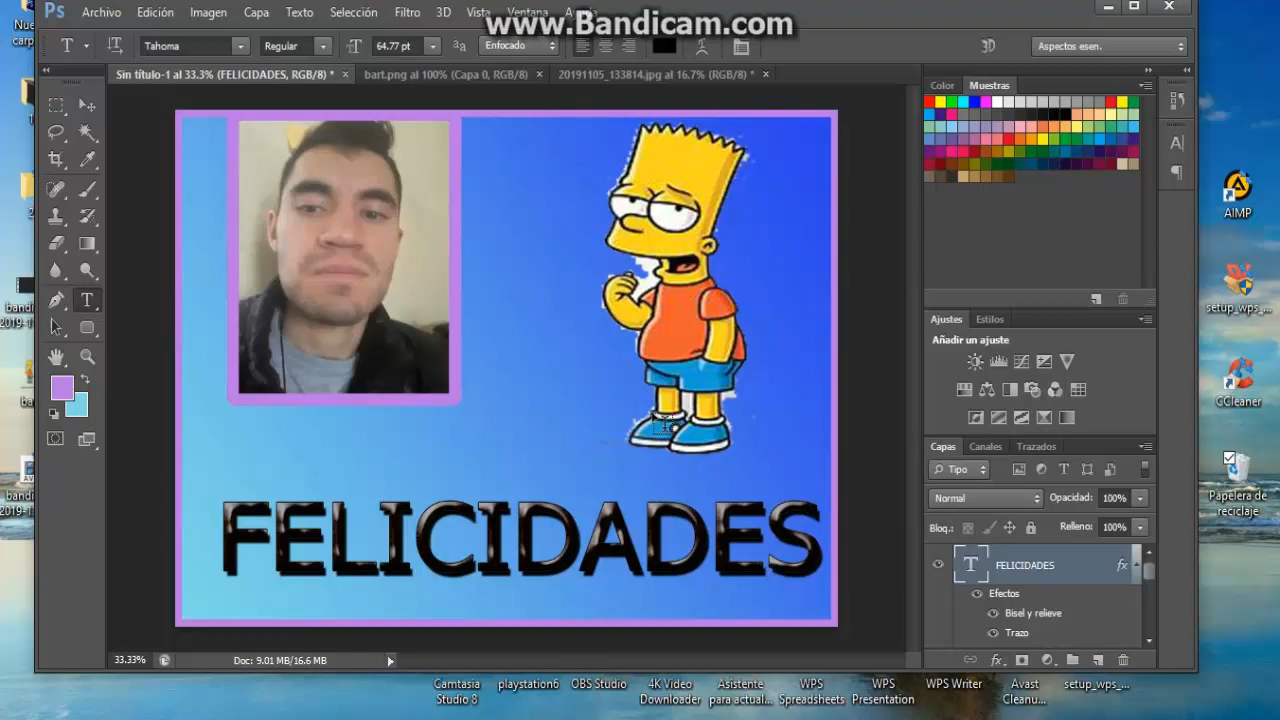 www.Bandicam.com
Ps Archivo Edición Imagen Capa Texto Selección Filtro 3D Vista Ventana
T Tahoma Regular 64.77 pt Enfocado 3D Aspectos esen.
Sin título-1 al 33.3% (FELICIDADES, RGB/8) * × bart.png al 100% (Capa 0, RGB/8) × 20191105_133814.jpg al 16.7% (RGB/8) * ×
Color Muestras
FELICIDADES
Ajustes Estilos
Añadir un ajuste
Capas Canales Trazados
Tipo
Normal Opacidad: 100%
Bloq.: Relleno: 100%
T FELICIDADES fx
Efectos
Bisel y relieve
Trazo
33.33% Doc: 9.01 MB/16.6 MB
AIMP
setup_wps_...
CCleaner
Papelera de
reciclaje
Camtasia
Studio 8
playstation6
OBS Studio
4K Video
Downloader
Asistente
para actual...
WPS
Spreadsheets
WPS
Presentation
WPS Writer
Avast
Cleanu...
setup_wps_...